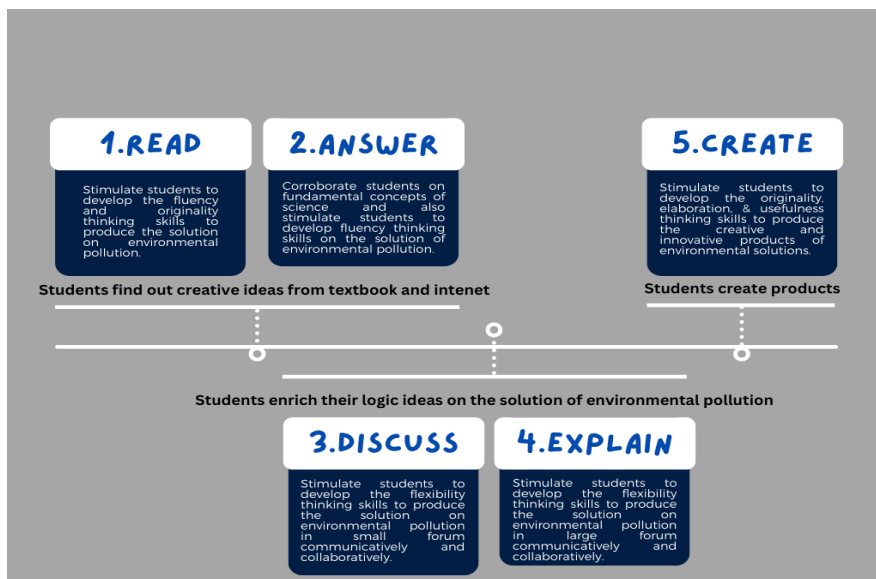 1.READ
Stimulate students to
develop the fluency
and originality
thinking skills to
produce the solution
on environmental
pollution.
2.ANSWER
Corroborate students on
fundamental concepts of
science and also
stimulate students to
develop fluency thinking
skills on the solution of
environmental pollution.
5.CREATE
Stimulate students to
develop the originality,
elaboration, & usefulness
thinking skills to produce
the creative and
innovative products of
environmental solutions.
Students find out creative ideas from textbook and intenet
Students create products
Students enrich their logic ideas on the solution of environmental pollution
3.DISCUSS
Stimulate students to
develop the flexibility
thinking skills to produce
the solution on
environmental pollution
in small forum
communicatively and
collaboratively.
4.EXPLAIN
Stimulate students to
develop the flexibility
thinking skills to produce
the solution on
environmental pollution
in large forum
communicatively and
collaboratively.